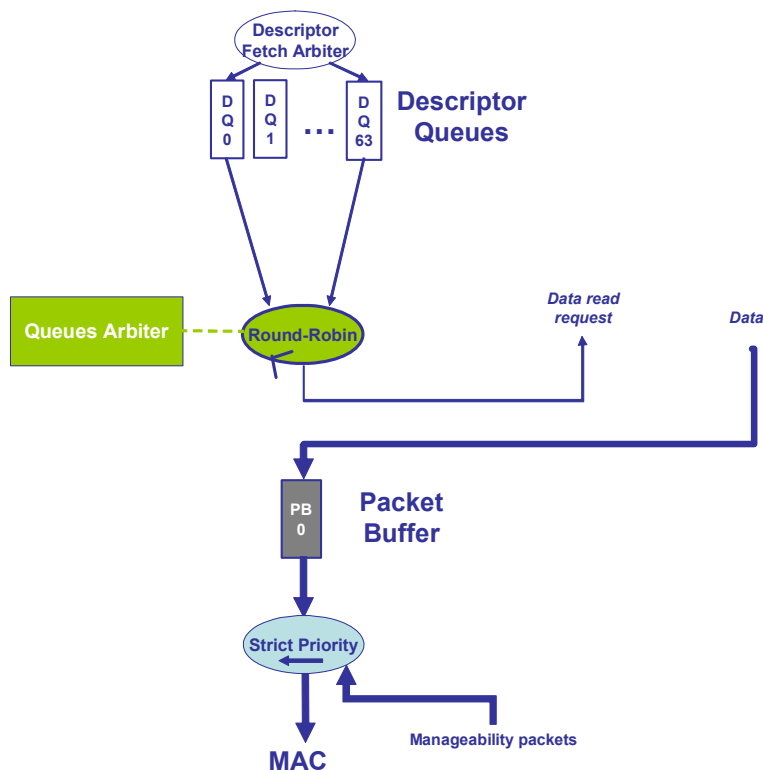 Descriptor
Fetch Arbiter
D
Q
0
D
Q
1
...
D
Q
63
Descriptor
Queues
Data read
request
Data
Queues Arbiter
Round-Robin
PB
0
Packet
Buffer
Strict Priority
Manageability packets
MAC